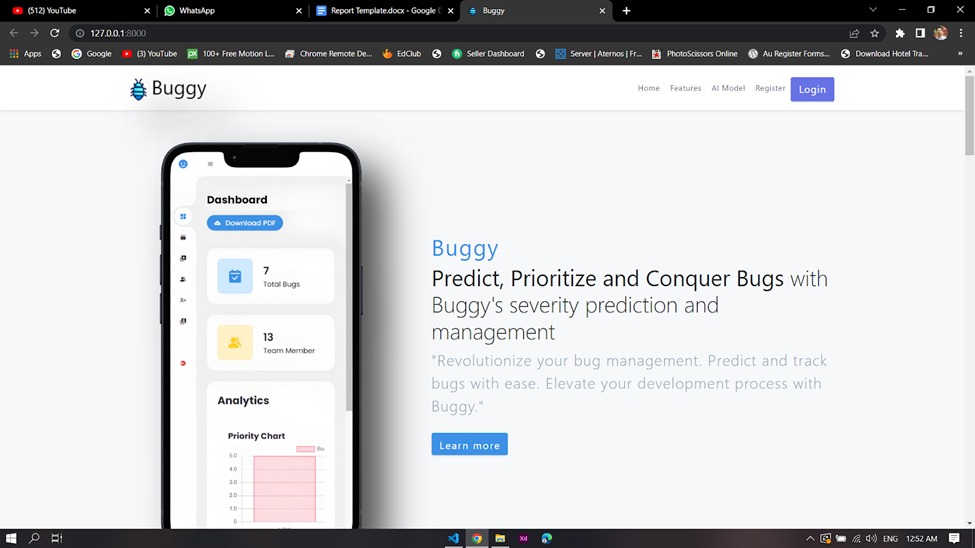 (512) YouTube
WhatsApp
Report Template.docx - Google D
Buggy
127.0.0.1:8000
Apps
Google
(3) YouTube
100+ Free Motion L...
Chrome Remote De...
EdClub
Seller Dashboard
Server | Aternos | Fr...
PhotoScissors Online
Au Register Forms...
Download Hotel Tra...
»
Buggy
Home
Features
AI Model
Register
Login
Dashboard
Download PDF
7
Total Bugs
13
Team Member
Analytics
Priority Chart
Bu
5.0
4.0
3.0
2.0
1.0
0
Buggy
Predict, Prioritize and Conquer Bugs with
Buggy's severity prediction and
management
"Revolutionize your bug management. Predict and track
bugs with ease. Elevate your development process with
Buggy."
Learn more
Xd
ENG
12:52 AM